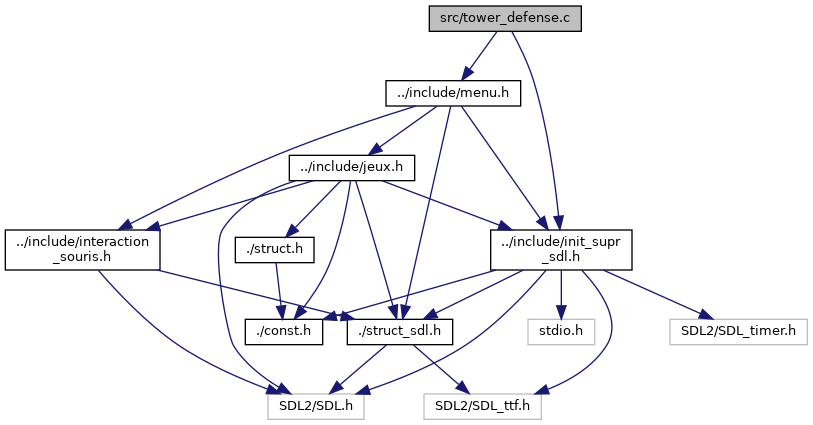 src/tower_defense.c
../include/menu.h
../include/jeux.h
../include/interaction
_souris.h
./struct.h
../include/init_supr
_sdl.h
./const.h
./struct_sdl.h
stdio.h
SDL2/SDL_timer.h
SDL2/SDL.h
SDL2/SDL_ttf.h